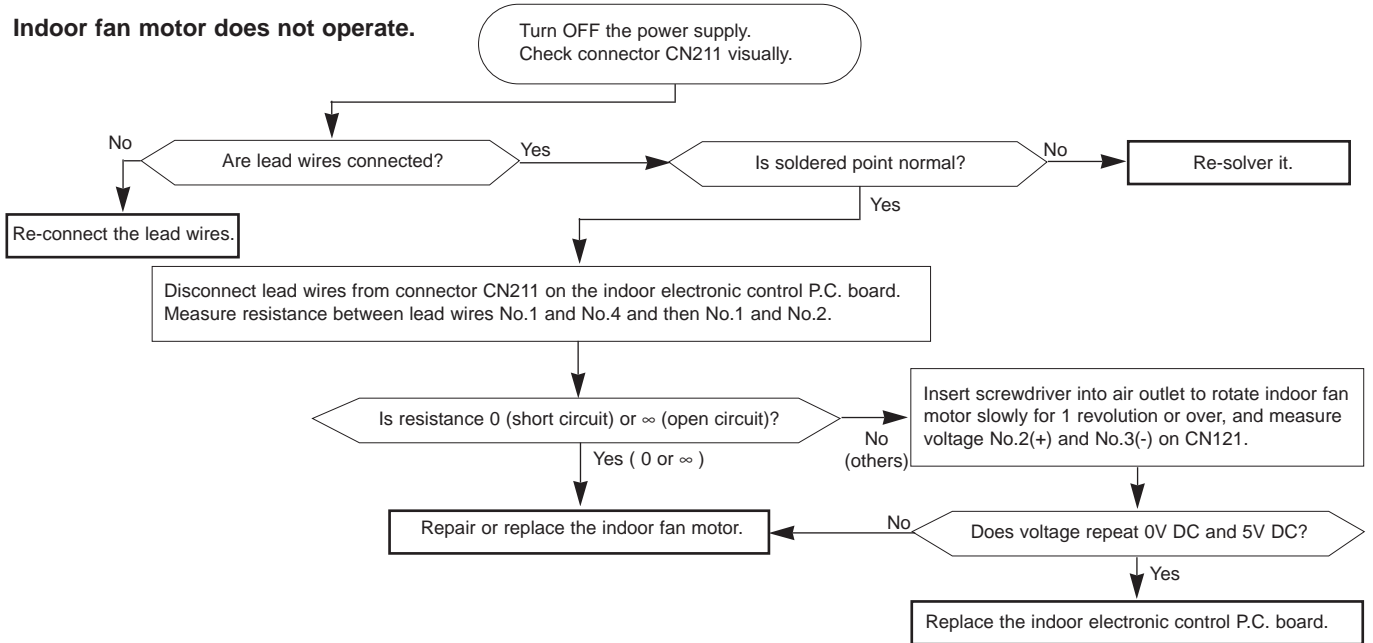 Indoor fan motor does not operate.
Turn OFF the power supply.
Check connector CN211 visually.
No
Are lead wires connected?
Yes
Is soldered point normal?
No
Re-solver it.
Yes
Re-connect the lead wires.
Disconnect lead wires from connector CN211 on the indoor electronic control P.C. board.
Measure resistance between lead wires No.1 and No.4 and then No.1 and No.2.
Is resistance 0 (short circuit) or ∞ (open circuit)?
No
(others)
Insert screwdriver into air outlet to rotate indoor fan
motor slowly for 1 revolution or over, and measure
voltage No.2(+) and No.3(-) on CN121.
Yes ( 0 or ∞ )
Repair or replace the indoor fan motor.
No
Does voltage repeat 0V DC and 5V DC?
Yes
Replace the indoor electronic control P.C. board.